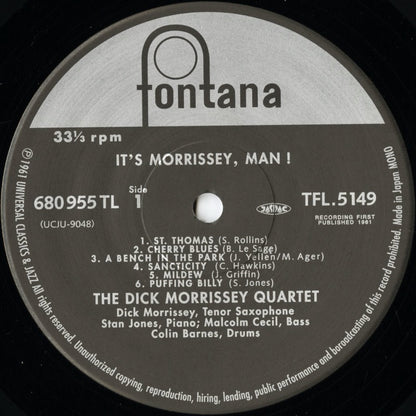 fontana
33⅓ rpm
IT'S MORRISSEY, MAN !
680 955 TL
Side
1
(UCJU-9048)
JASRAC
TFL.5149
RECORDING FIRST
PUBLISHED 1961
1. ST. THOMAS (S. Rollins)
2. CHERRY BLUES (B. Le Sage)
3. A BENCH IN THE PARK (J. Yellen/M. Ager)
4. SANCTICITY (C. Hawkins)
5. MILDEW (J. Griffin)
6. PUFFING BILLY (S. Jones)
THE DICK MORRISSEY QUARTET
Dick Morrissey, Tenor Saxophone
Stan Jones, Piano; Malcolm Cecil, Bass
Colin Barnes, Drums
℗ 1961 UNIVERSAL CLASSICS & JAZZ All rights reserved. Unauthorized copying, reproduction, hiring, lending, public performance and broadcasting of this record prohibited. Made in Japan MONO